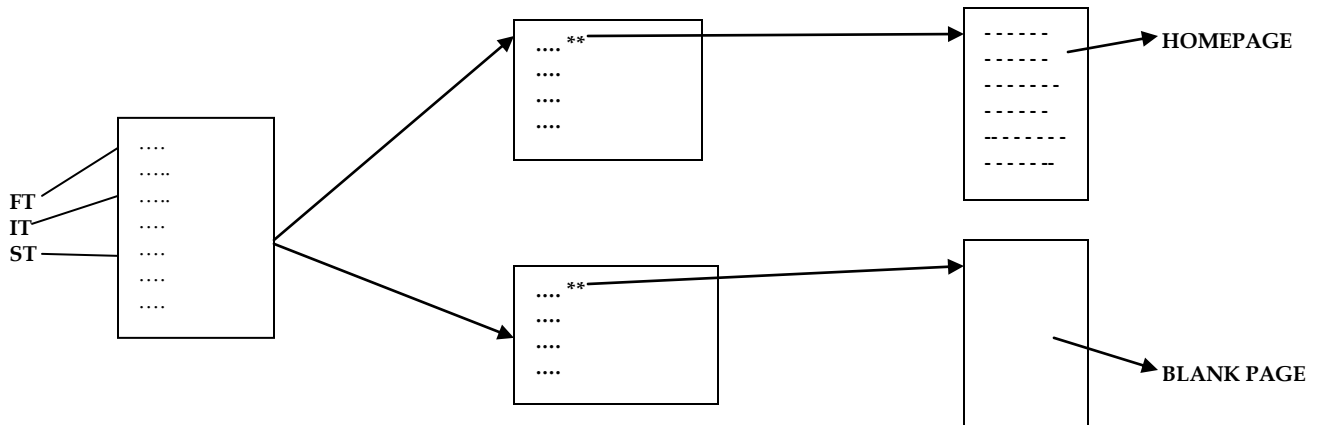 FT
IT
ST
....
.....
.....
....
....
....
....
.... **
....
....
....
.... **
....
....
....
- - - - - -
- - - - - -
- - - - - - -
- - - - - -
-- - - - - - -
- - - - - --
HOMEPAGE
BLANK PAGE